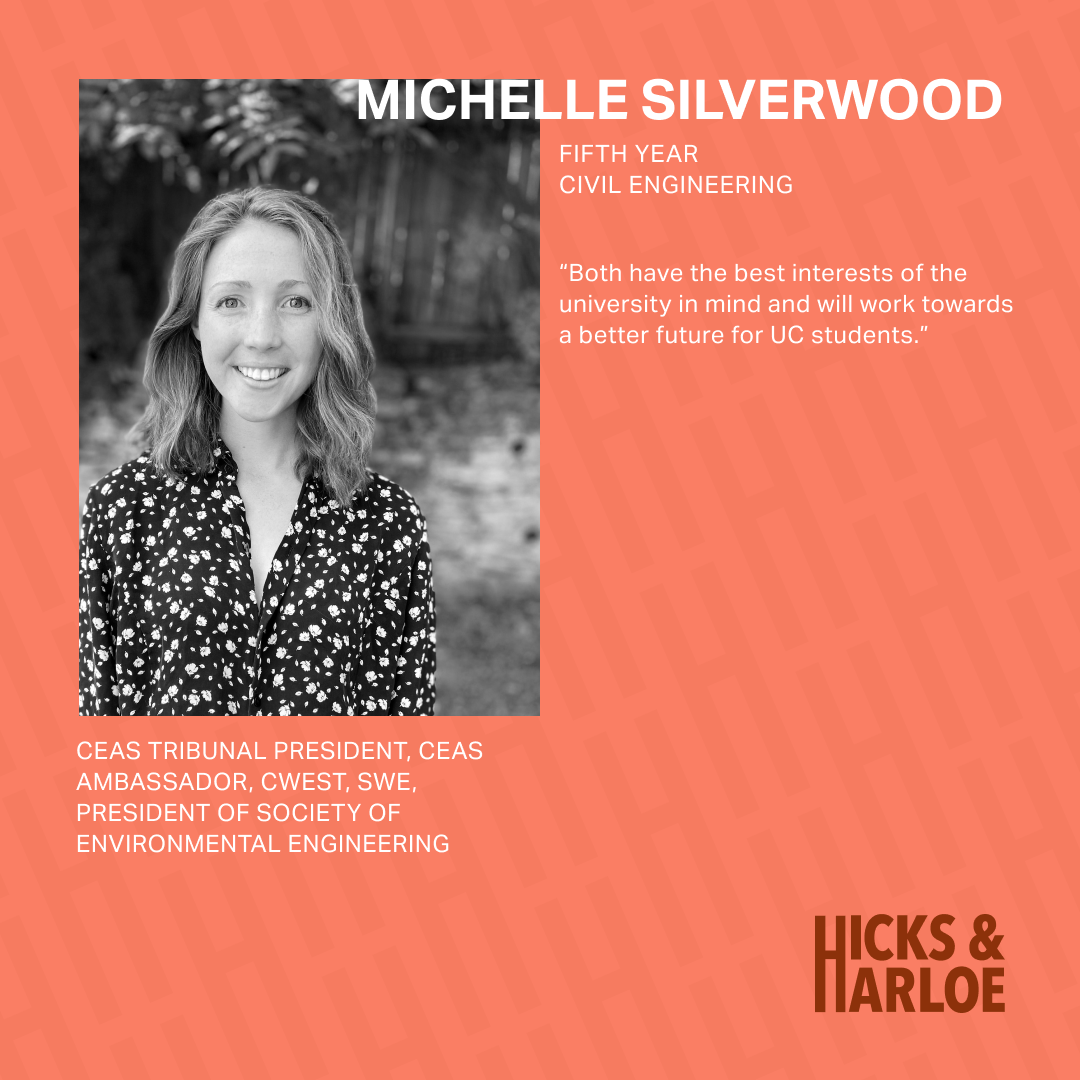 MICHELLE SILVERWOOD
FIFTH YEAR
CIVIL ENGINEERING
“Both have the best interests of the
university in mind and will work towards
a better future for UC students.”
CEAS TRIBUNAL PRESIDENT, CEAS
AMBASSADOR, CWEST, SWE,
PRESIDENT OF SOCIETY OF
ENVIRONMENTAL ENGINEERING
HICKS &
HARLOE